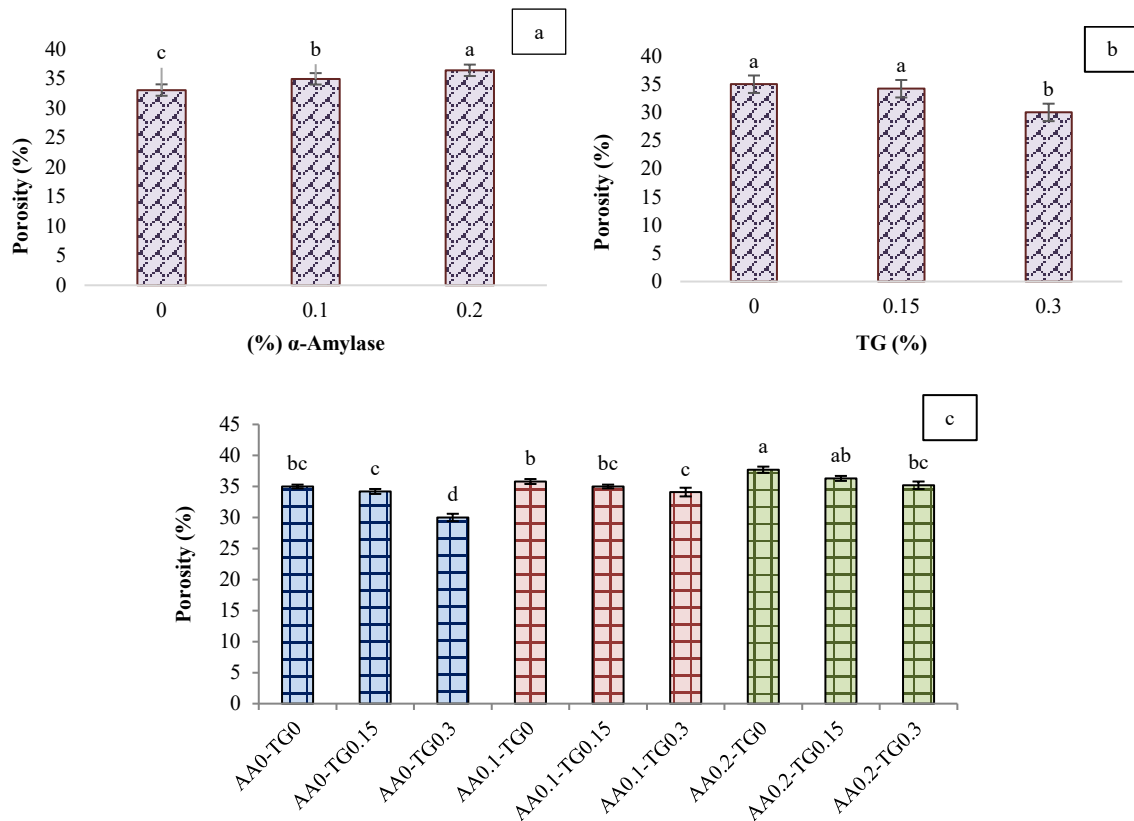 a
40
35
30
25
20
15
10
5
0
Porosity (%)
c
b
a
0 0.1 0.2
(%) α-Amylase
b
40
35
30
25
20
15
10
5
0
Porosity (%)
a
a
b
0 0.15 0.3
TG (%)
c
45
40
35
30
25
20
15
10
5
0
Porosity (%)
bc
c
d
b
bc
c
a
ab
bc
AA0-TG0
AA0-TG0.15
AA0-TG0.3
AA0.1-TG0
AA0.1-TG0.15
AA0.1-TG0.3
AA0.2-TG0
AA0.2-TG0.15
AA0.2-TG0.3